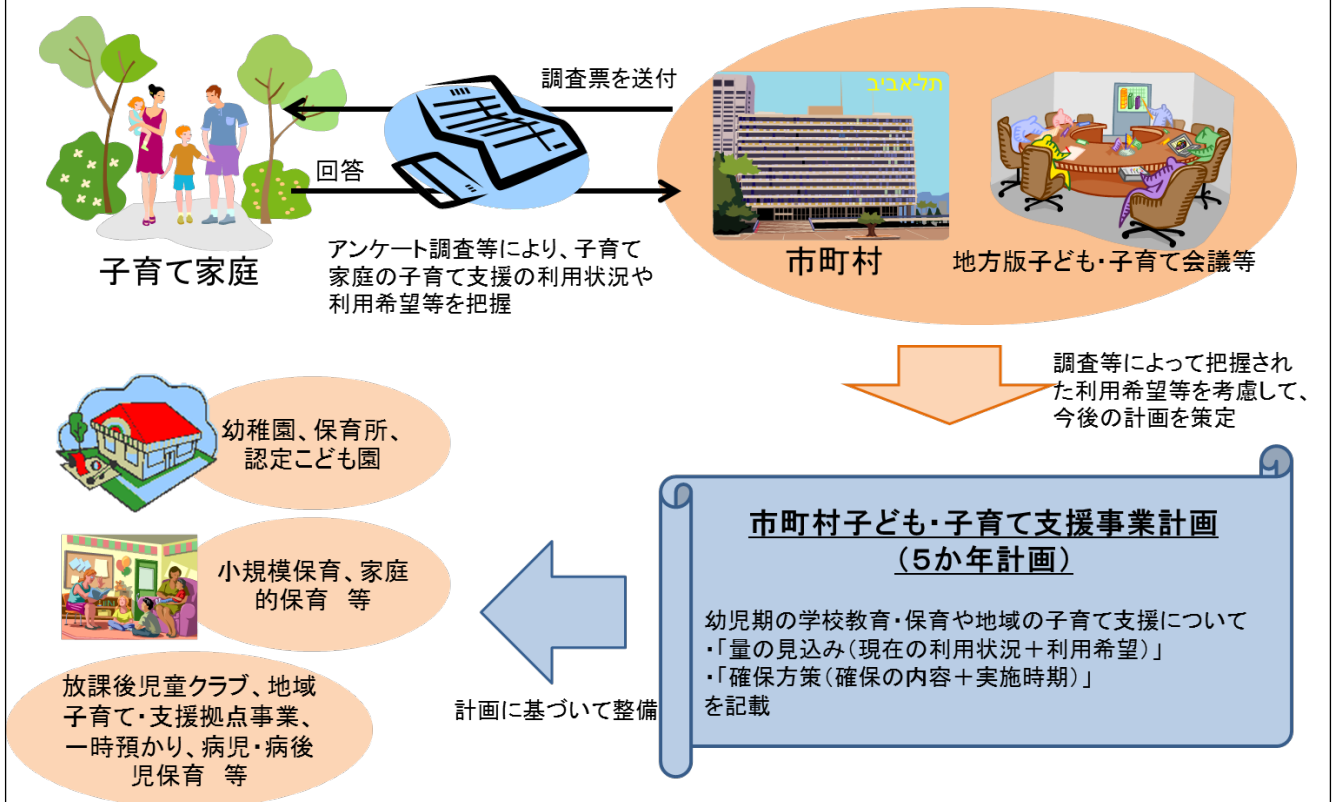 調査票を送付
תל-אביב
回答
子育て家庭
アンケート調査等により、子育て
家庭の子育て支援の利用状況や
利用希望等を把握
市町村
地方版子ども・子育て会議等
調査等によって把握され
た利用希望等を考慮して、
今後の計画を策定
市町村子ども・子育て支援事業計画
(5か年計画)
幼児期の学校教育・保育や地域の子育て支援について
・「量の見込み(現在の利用状況+利用希望)」
・「確保方策(確保の内容+実施時期)」
を記載
計画に基づいて整備
幼稚園、保育所、
認定こども園
小規模保育、家庭
的保育 等
放課後児童クラブ、地域
子育て・支援拠点事業、
一時預かり、病児・病後
児保育 等